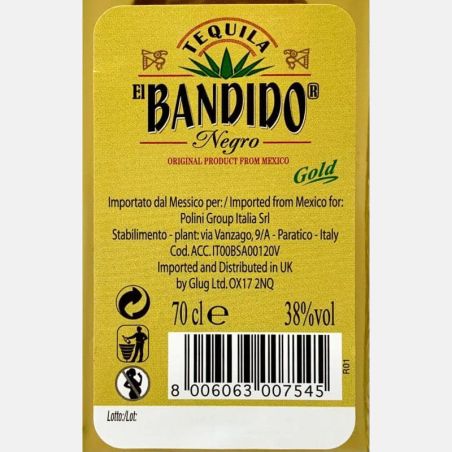 TEQUILA
El BANDIDO®
Negro
ORIGINAL PRODUCT FROM MEXICO
Gold
Importato dal Messico per: / Imported from Mexico for:
Polini Group Italia Srl
Stabilimento - plant: via Vanzago, 9/A - Paratico - Italy
Cod. ACC. IT00BSA00120V
Imported and Distributed in UK
by Glug Ltd. OX17 2NQ
70 cl e 38%vol
8 006063 007545
R01
Lotto:/Lot: